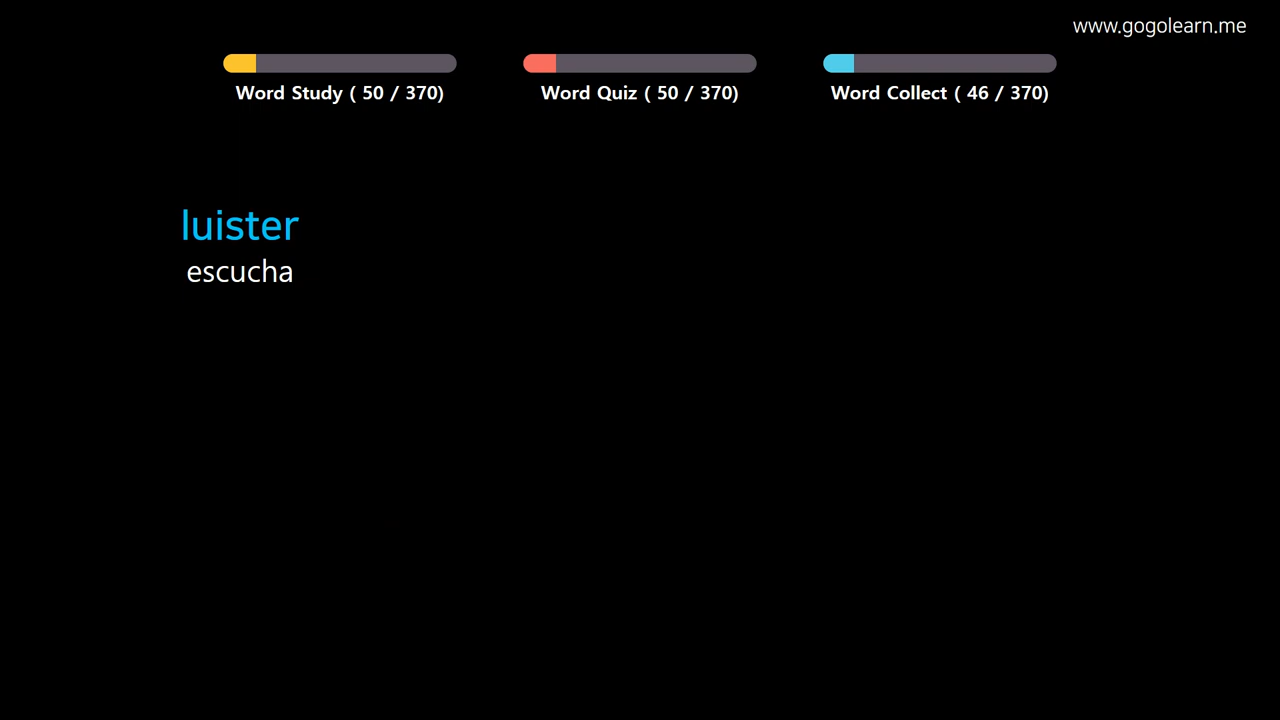 www.gogolearn.me
Word Study ( 50 / 370)
Word Quiz ( 50 / 370)
Word Collect ( 46 / 370)
luister
escucha